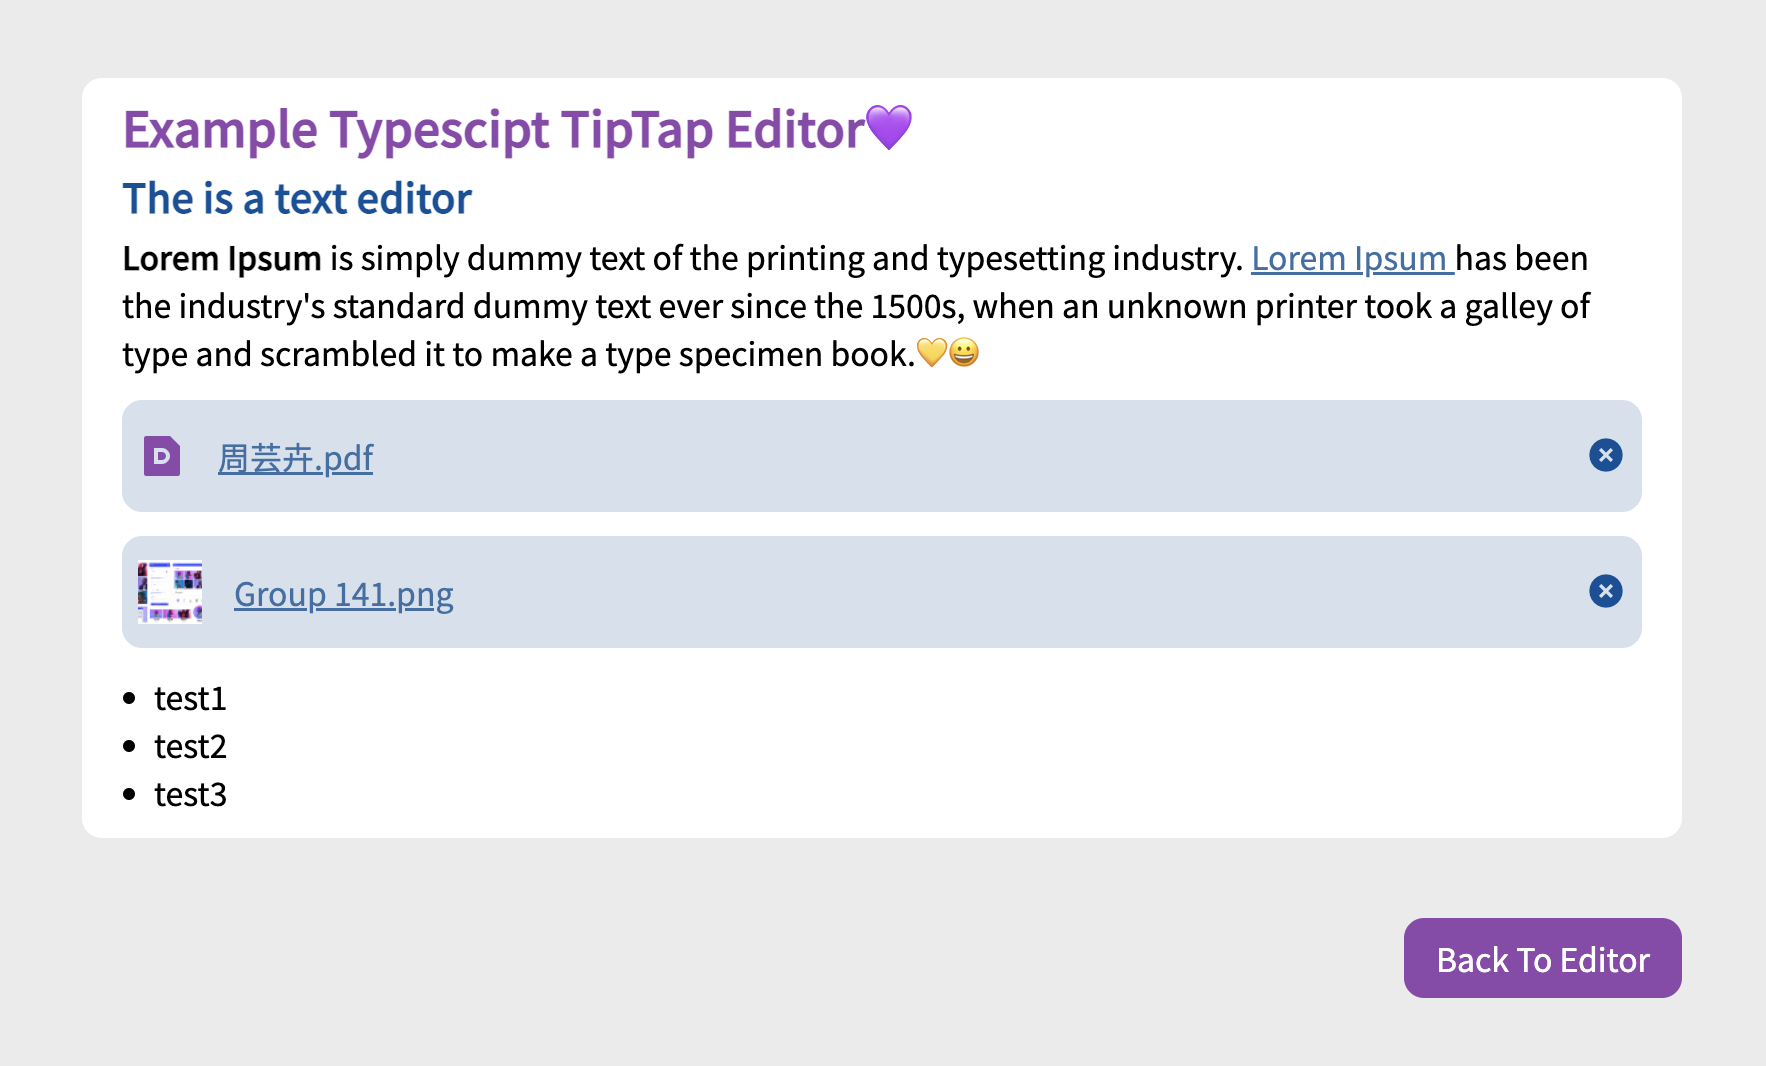 Example Typescipt TipTap Editor💜
The is a text editor
Lorem Ipsum is simply dummy text of the printing and typesetting industry. Lorem Ipsum has been
the industry's standard dummy text ever since the 1500s, when an unknown printer took a galley of
type and scrambled it to make a type specimen book.💛😀
D 周芸卉.pdf
Group 141.png
• test1
• test2
• test3
Back To Editor